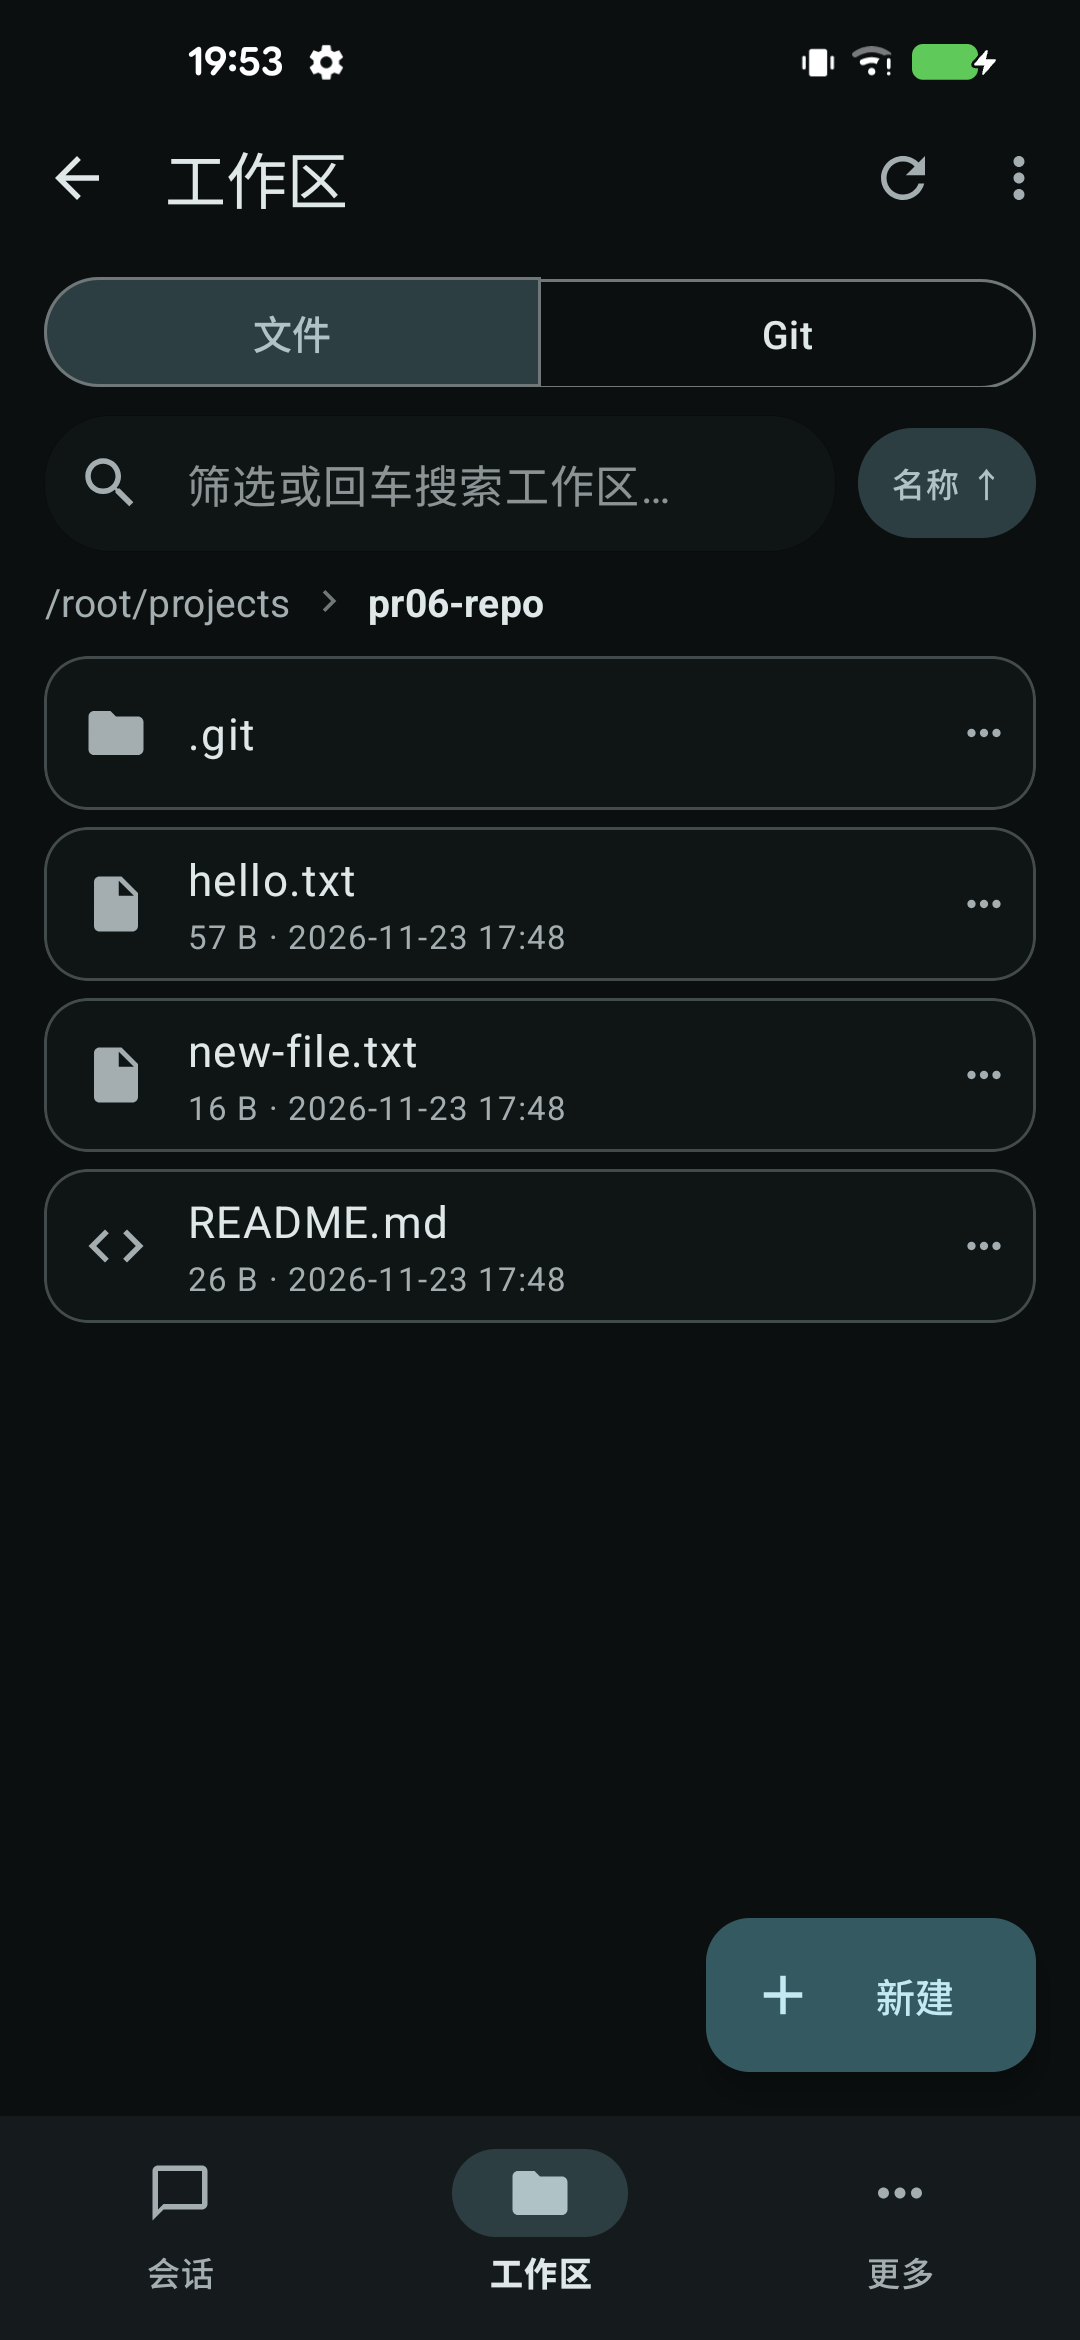 19:53
工作区
文件
Git
筛选或回车搜索工作区...
名称 ↑
/root/projects > pr06-repo
.git
hello.txt
57 B · 2026-11-23 17:48
new-file.txt
16 B · 2026-11-23 17:48
README.md
26 B · 2026-11-23 17:48
+ 新建
会话
工作区
更多